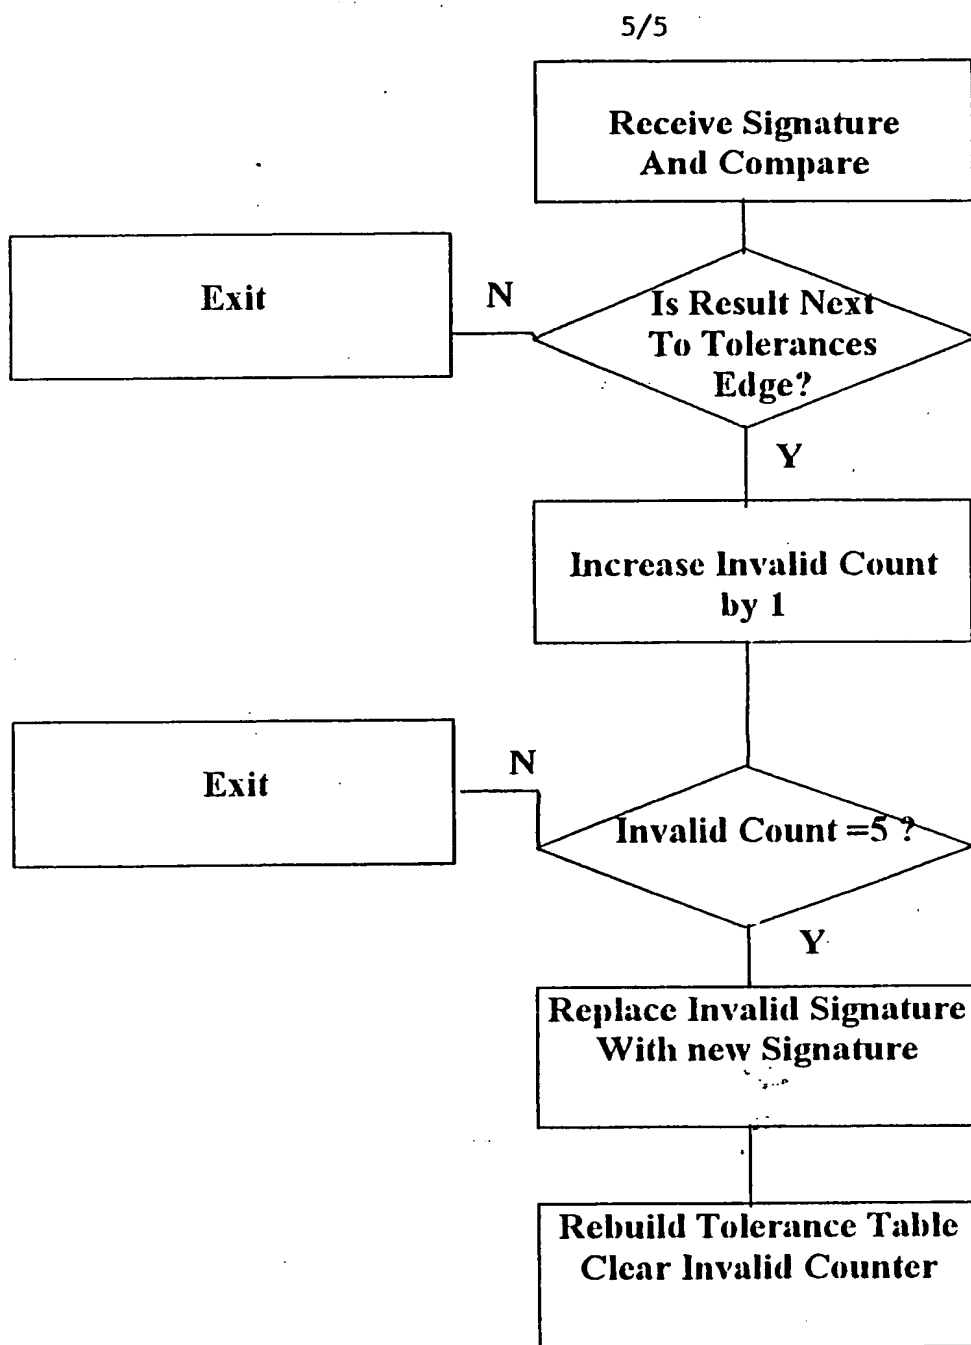 5/5
Receive Signature
And Compare
Exit
N
Is Result Next
To Tolerances
Edge?
Y
Increase Invalid Count
by 1
Exit
N
Invalid Count =5 ?
Y
Replace Invalid Signature
With new Signature
Rebuild Tolerance Table
Clear Invalid Counter